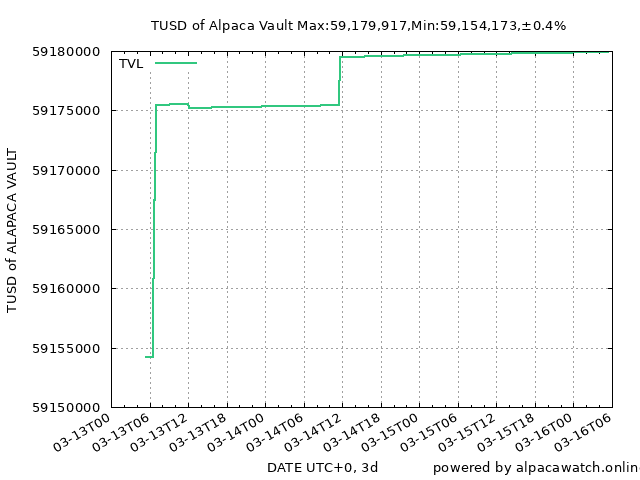 TUSD of Alpaca Vault Max:59,179,917,Min:59,154,173,±0.4%
TVL
59180000
59175000
59170000
59165000
59160000
59155000
59150000
TUSD of ALAPACA VAULT
03-13T00
03-13T06
03-13T12
03-13T18
03-14T00
03-14T06
03-14T12
03-14T18
03-15T00
03-15T06
03-15T12
03-15T18
03-16T00
03-16T06
DATE UTC+0, 3d
powered by alpacawatch.onlin